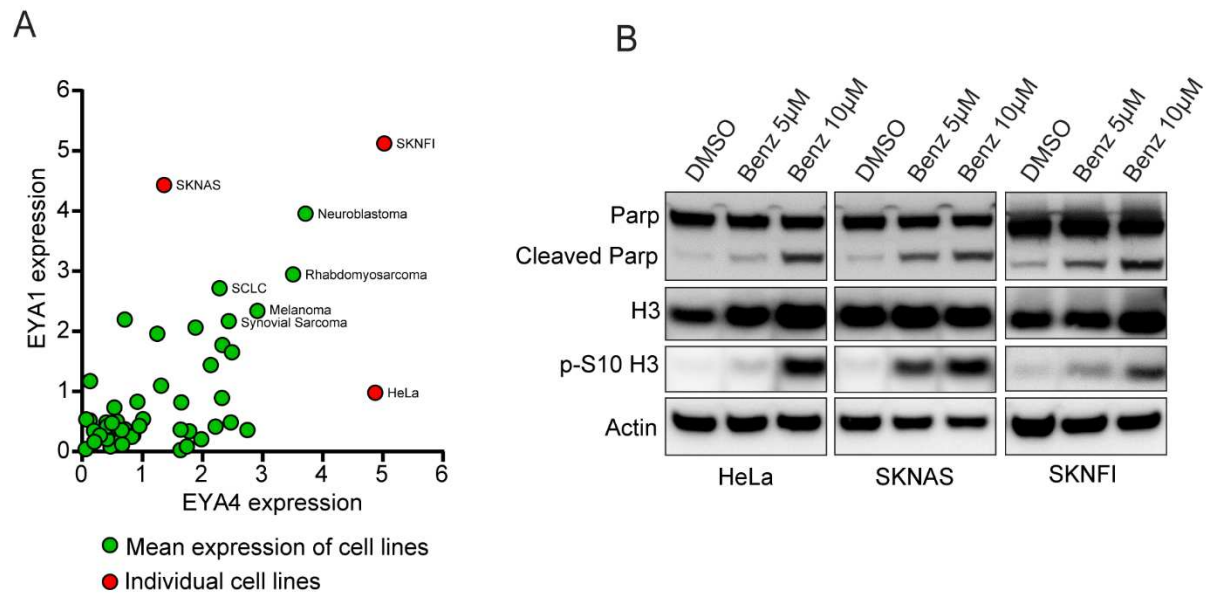 A
EYA1 expression
6
5
4
3
2
1
0
0 1 2 3 4 5 6
EYA4 expression
SKNFI
SKNAS
Neuroblastoma
Rhabdomyosarcoma
SCLC
Melanoma
Synovial Sarcoma
HeLa
Mean expression of cell lines
Individual cell lines
B
DMSO Benz 5µM Benz 10µM DMSO Benz 5µM Benz 10µM DMSO Benz 5µM Benz 10µM
Parp
Cleaved Parp
H3
p-S10 H3
Actin
HeLa SKNAS SKNFI